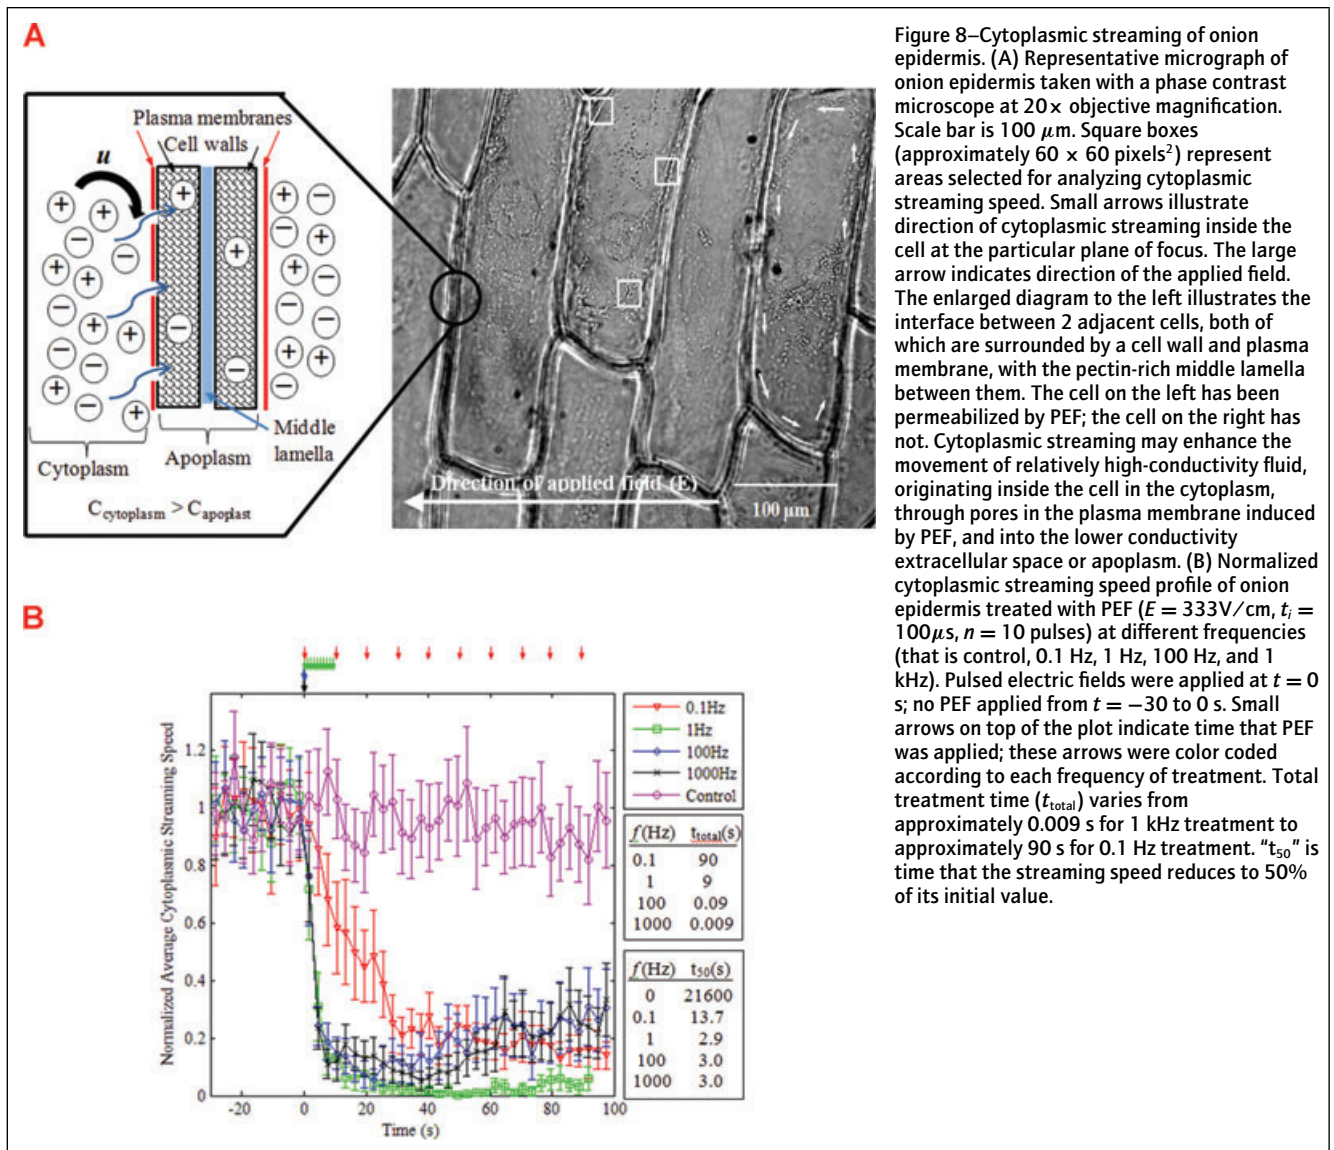 A
Plasma membranes
Cell walls
u
Cytoplasm
Apoplasm
Middle
lamella
C_cytoplasm > C_apoplast
Direction of applied field (E)
100 µm
Figure 8–Cytoplasmic streaming of onion
epidermis. (A) Representative micrograph of
onion epidermis taken with a phase contrast
microscope at 20× objective magnification.
Scale bar is 100 μm. Square boxes
(approximately 60 × 60 pixels²) represent
areas selected for analyzing cytoplasmic
streaming speed. Small arrows illustrate
direction of cytoplasmic streaming inside the
cell at the particular plane of focus. The large
arrow indicates direction of the applied field.
The enlarged diagram to the left illustrates the
interface between 2 adjacent cells, both of
which are surrounded by a cell wall and plasma
membrane, with the pectin-rich middle lamella
between them. The cell on the left has been
permeabilized by PEF; the cell on the right has
not. Cytoplasmic streaming may enhance the
movement of relatively high-conductivity fluid,
originating inside the cell in the cytoplasm,
through pores in the plasma membrane induced
by PEF, and into the lower conductivity
extracellular space or apoplasm. (B) Normalized
cytoplasmic streaming speed profile of onion
epidermis treated with PEF (E = 333V/cm, t_i =
100μs, n = 10 pulses) at different frequencies
(that is control, 0.1 Hz, 1 Hz, 100 Hz, and 1
kHz). Pulsed electric fields were applied at t = 0
s; no PEF applied from t = −30 to 0 s. Small
arrows on top of the plot indicate time that PEF
was applied; these arrows were color coded
according to each frequency of treatment. Total
treatment time (t_total) varies from
approximately 0.009 s for 1 kHz treatment to
approximately 90 s for 0.1 Hz treatment. “t₅₀” is
time that the streaming speed reduces to 50%
of its initial value.
B
Normalized Average Cytoplasmic Streaming Speed
1.2
1
0.8
0.6
0.4
0.2
0
-20 0 20 40 60 80 100
Time (s)
0.1Hz
1Hz
100Hz
1000Hz
Control
f(Hz) t_total(s)
0.1 90
1 9
100 0.09
1000 0.009
f(Hz) t₅₀(s)
0 21600
0.1 13.7
1 2.9
100 3.0
1000 3.0